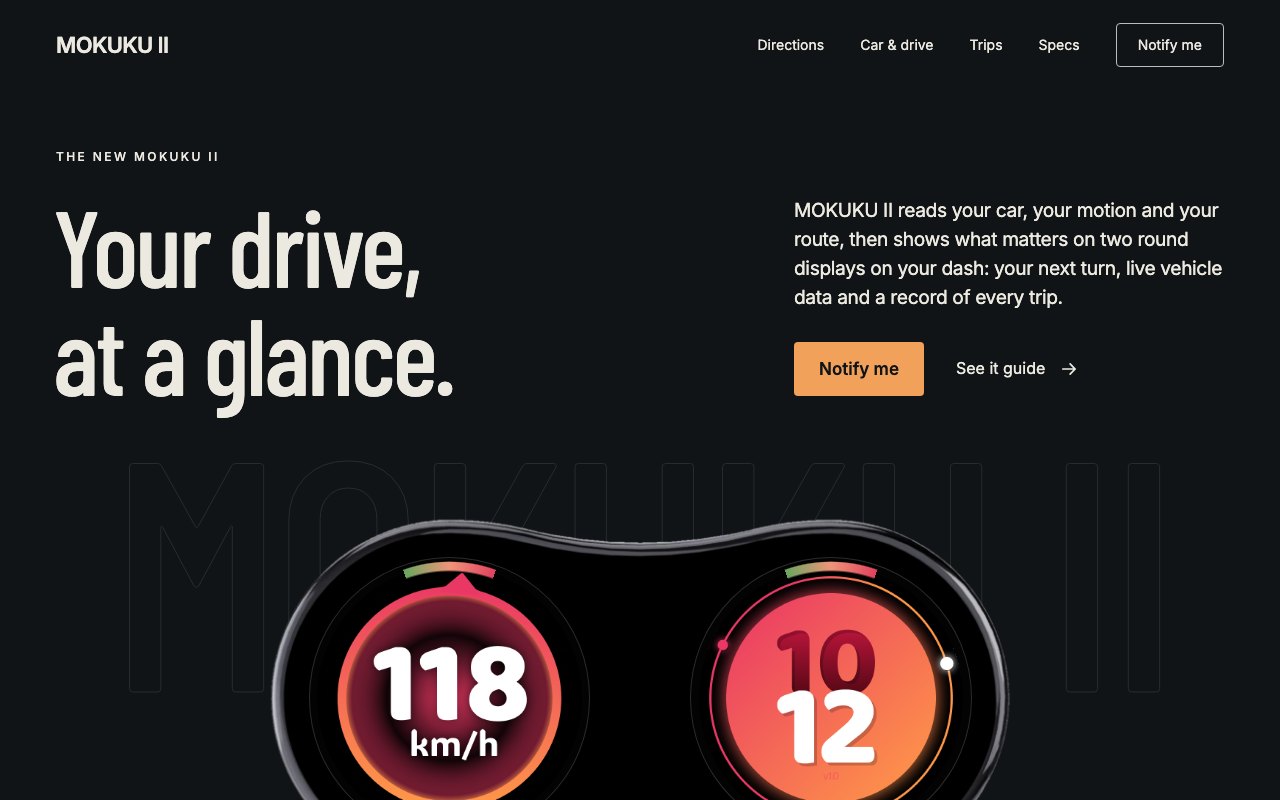 MOKUKU II
Directions
Car & drive
Trips
Specs
Notify me
THE NEW MOKUKU II
Your drive,
at a glance.
MOKUKU II reads your car, your motion and your
route, then shows what matters on two round
displays on your dash: your next turn, live vehicle
data and a record of every trip.
Notify me
See it guide →
MOKUKU II
118
km/h
10
12
v1.0